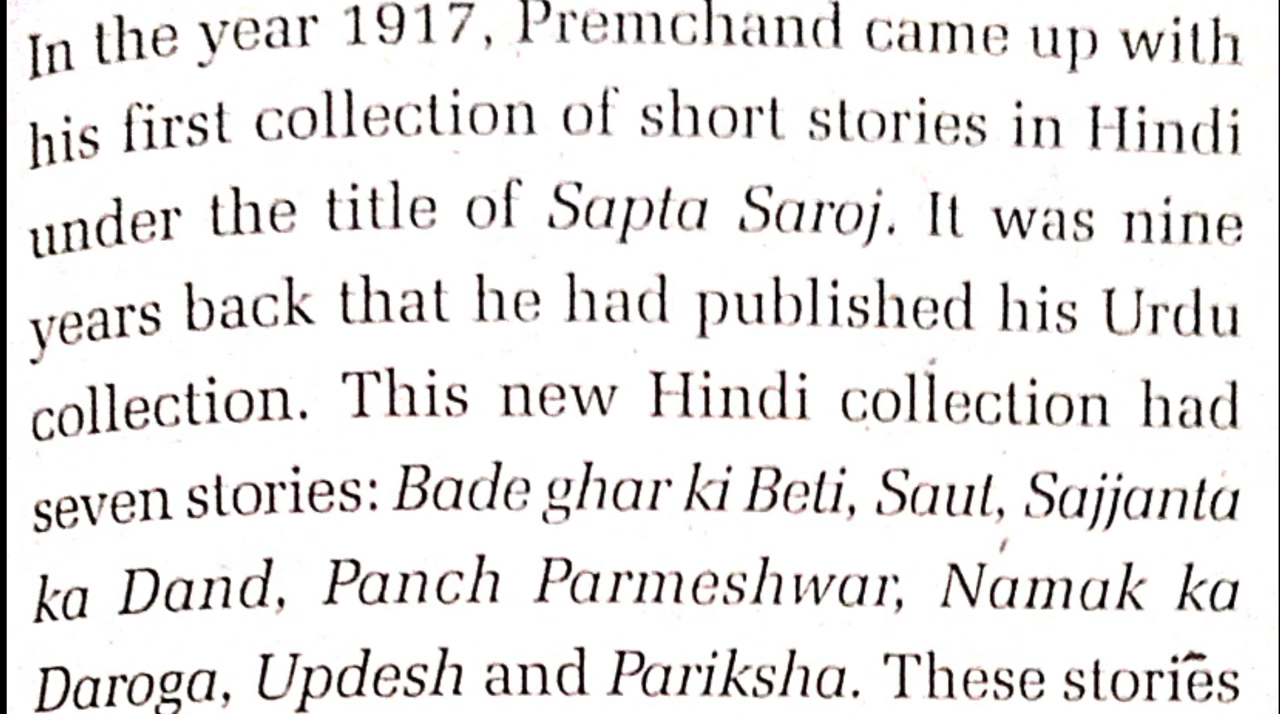 In the year 1917, Premchand came up with
his first collection of short stories in Hindi
under the title of Sapta Saroj. It was nine
years back that he had published his Urdu
collection. This new Hindi collection had
seven stories: Bade ghar ki Beti, Saut, Sajjanta
ka Dand, Panch Parmeshwar, Namak ka
Daroga, Updesh and Pariksha. These stories